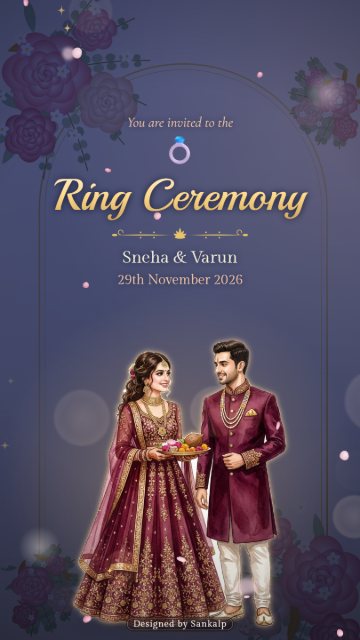 You are invited to the
Ring Ceremony
Sneha & Varun
29th November 2026
Designed by Sankalp